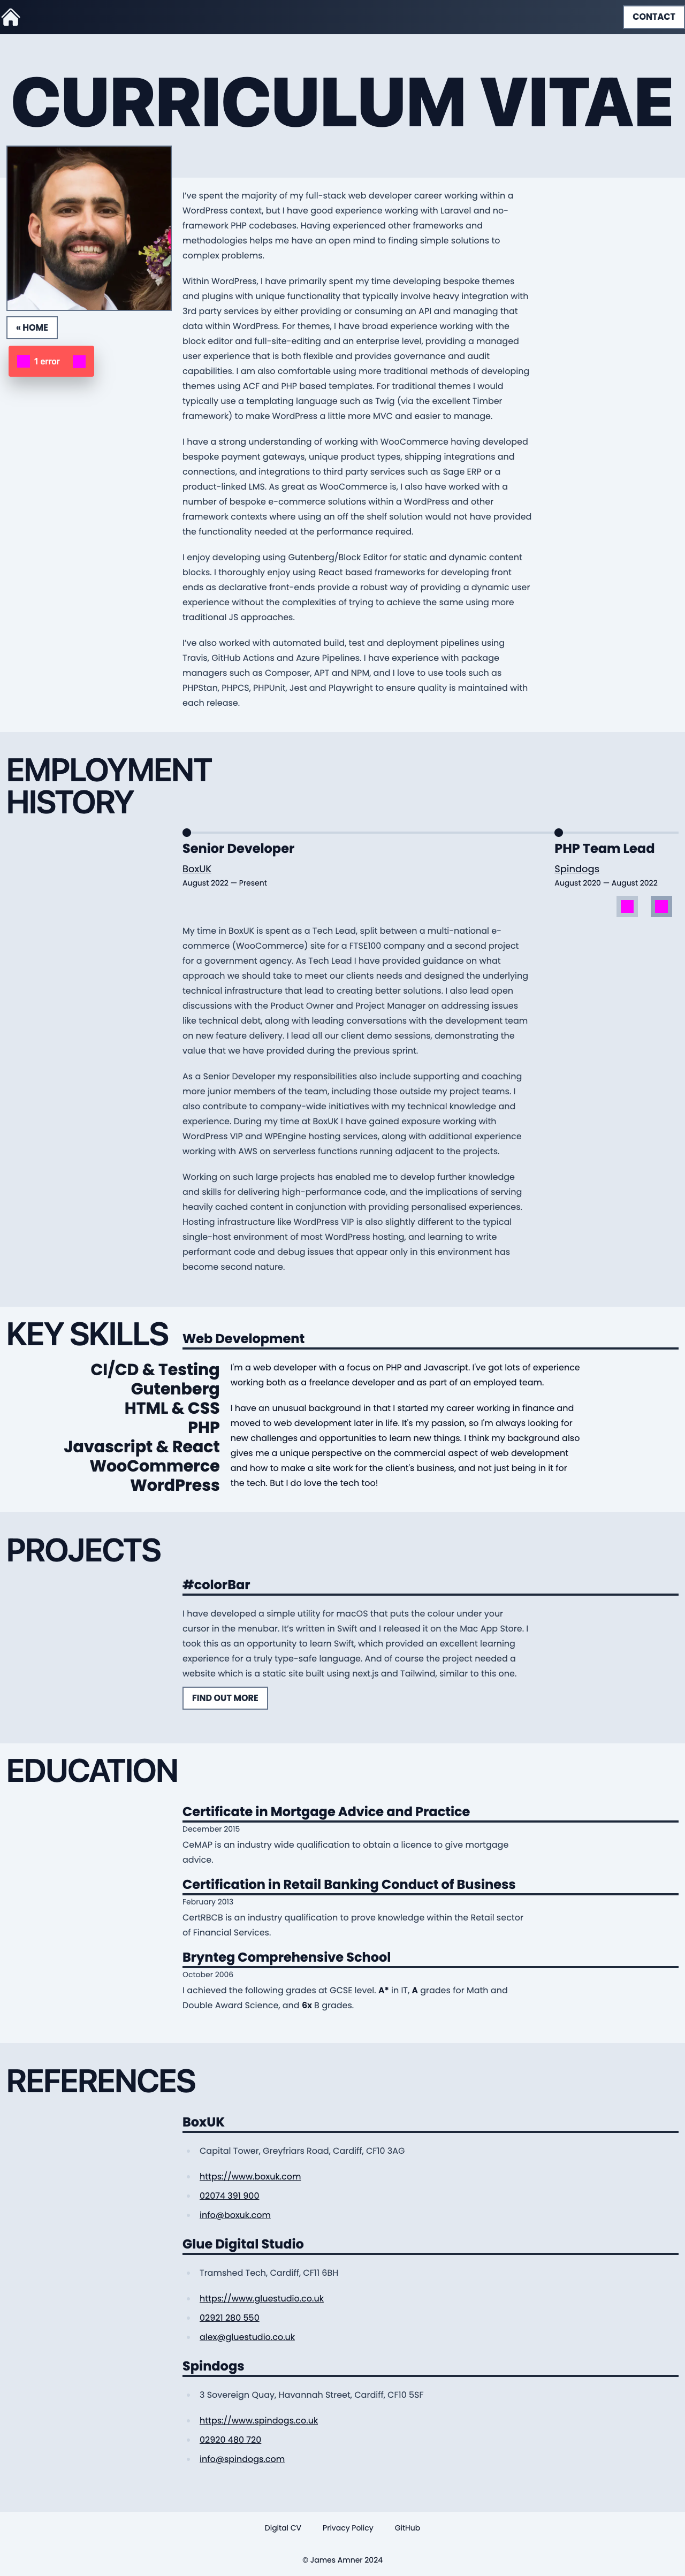 CONTACT
CURRICULUM VITAE
I've spent the majority of my full-stack web developer career working within a
WordPress context, but I have good experience working with Laravel and no-
framework PHP codebases. Having experienced other frameworks and
methodologies helps me have an open mind to finding simple solutions to
complex problems.
« HOME
1 error
Within WordPress, I have primarily spent my time developing bespoke themes
and plugins with unique functionality that typically involve heavy integration with
3rd party services by either providing or consuming an API and managing that
data within WordPress. For themes, I have broad experience working with the
block editor and full-site-editing and an enterprise level, providing a managed
user experience that is both flexible and provides governance and audit
capabilities. I am also comfortable using more traditional methods of developing
themes using ACF and PHP based templates. For traditional themes I would
typically use a templating language such as Twig (via the excellent Timber
framework) to make WordPress a little more MVC and easier to manage.
I have a strong understanding of working with WooCommerce having developed
bespoke payment gateways, unique product types, shipping integrations and
connections, and integrations to third party services such as Sage ERP or a
product-linked LMS. As great as WooCommerce is, I also have worked with a
number of bespoke e-commerce solutions within a WordPress and other
framework contexts where using an off the shelf solution would not have provided
the functionality needed at the performance required.
I enjoy developing using Gutenberg/Block Editor for static and dynamic content
blocks. I thoroughly enjoy using React based frameworks for developing front
ends as declarative front-ends provide a robust way of providing a dynamic user
experience without the complexities of trying to achieve the same using more
traditional JS approaches.
I've also worked with automated build, test and deployment pipelines using
Travis, GitHub Actions and Azure Pipelines. I have experience with package
managers such as Composer, APT and NPM, and I love to use tools such as
PHPStan, PHPCS, PHPUnit, Jest and Playwright to ensure quality is maintained with
each release.
EMPLOYMENT
HISTORY
Senior Developer
BoxUK
August 2022 — Present
PHP Team Lead
Spindogs
August 2020 — August 2022
My time in BoxUK is spent as a Tech Lead, split between a multi-national e-
commerce (WooCommerce) site for a FTSE100 company and a second project
for a government agency. As Tech Lead I have provided guidance on what
approach we should take to meet our clients needs and designed the underlying
technical infrastructure that lead to creating better solutions. I also lead open
discussions with the Product Owner and Project Manager on addressing issues
like technical debt, along with leading conversations with the development team
on new feature delivery. I lead all our client demo sessions, demonstrating the
value that we have provided during the previous sprint.
As a Senior Developer my responsibilities also include supporting and coaching
more junior members of the team, including those outside my project teams. I
also contribute to company-wide initiatives with my technical knowledge and
experience. During my time at BoxUK I have gained exposure working with
WordPress VIP and WPEngine hosting services, along with additional experience
working with AWS on serverless functions running adjacent to the projects.
Working on such large projects has enabled me to develop further knowledge
and skills for delivering high-performance code, and the implications of serving
heavily cached content in conjunction with providing personalised experiences.
Hosting infrastructure like WordPress VIP is also slightly different to the typical
single-host environment of most WordPress hosting, and learning to write
performant code and debug issues that appear only in this environment has
become second nature.
KEY SKILLS
Web Development
CI/CD & Testing
Gutenberg
HTML & CSS
PHP
Javascript & React
WooCommerce
WordPress
I'm a web developer with a focus on PHP and Javascript. I've got lots of experience
working both as a freelance developer and as part of an employed team.
I have an unusual background in that I started my career working in finance and
moved to web development later in life. It's my passion, so I'm always looking for
new challenges and opportunities to learn new things. I think my background also
gives me a unique perspective on the commercial aspect of web development
and how to make a site work for the client's business, and not just being in it for
the tech. But I do love the tech too!
PROJECTS
#colorBar
I have developed a simple utility for macOS that puts the colour under your
cursor in the menubar. It's written in Swift and I released it on the Mac App Store. I
took this as an opportunity to learn Swift, which provided an excellent learning
experience for a truly type-safe language. And of course the project needed a
website which is a static site built using next.js and Tailwind, similar to this one.
FIND OUT MORE
EDUCATION
Certificate in Mortgage Advice and Practice
December 2015
CeMAP is an industry wide qualification to obtain a licence to give mortgage
advice.
Certification in Retail Banking Conduct of Business
February 2013
CertRBCB is an industry qualification to prove knowledge within the Retail sector
of Financial Services.
Brynteg Comprehensive School
October 2006
I achieved the following grades at GCSE level. A* in IT, A grades for Math and
Double Award Science, and 6x B grades.
REFERENCES
BoxUK
Capital Tower, Greyfriars Road, Cardiff, CF10 3AG
https://www.boxuk.com
02074 391 900
info@boxuk.com
Glue Digital Studio
Tramshed Tech, Cardiff, CF11 6BH
https://www.gluestudio.co.uk
02921 280 550
alex@gluestudio.co.uk
Spindogs
3 Sovereign Quay, Havannah Street, Cardiff, CF10 5SF
https://www.spindogs.co.uk
02920 480 720
info@spindogs.com
Digital CV
Privacy Policy
GitHub
© James Amner 2024